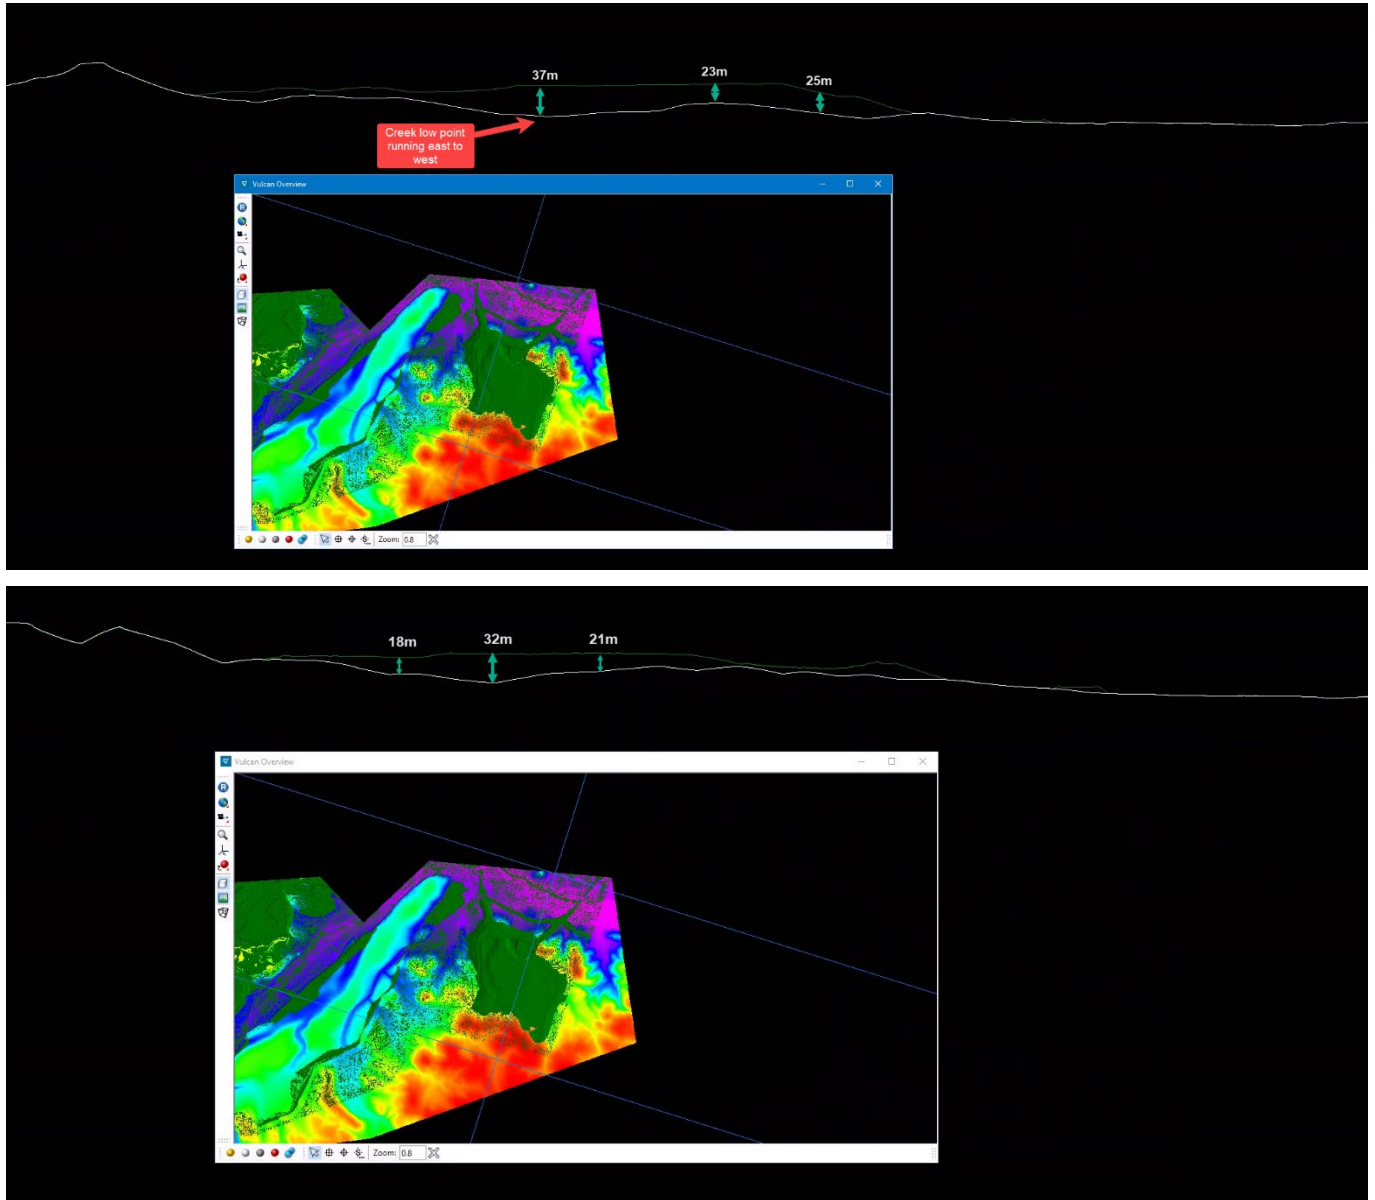 37m
23m
25m
Creek low point
running east to
west
Vulcan Overview
Zoom: 0.8
18m
32m
21m
Vulcan Overview
Zoom: 0.8